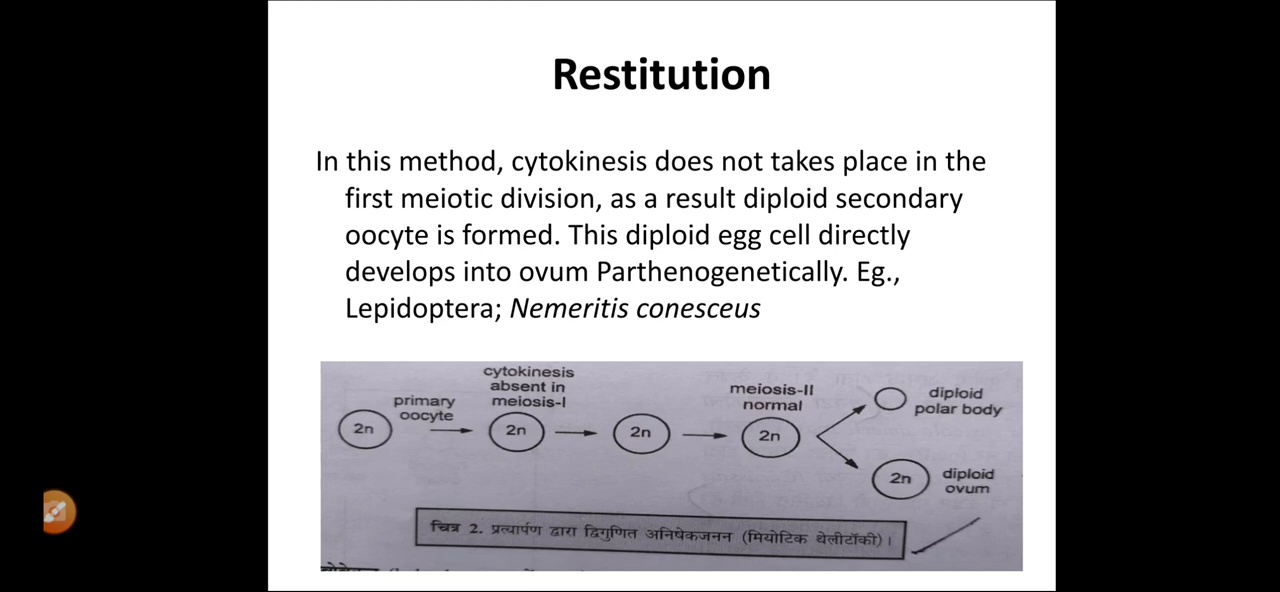 Restitution
In this method, cytokinesis does not takes place in the
first meiotic division, as a result diploid secondary
oocyte is formed. This diploid egg cell directly
develops into ovum Parthenogenetically. Eg.,
Lepidoptera; Nemeritis conesceus
cytokinesis
absent in
meiosis-I
primary
oocyte
meiosis-II
normal
diploid
polar body
2n
2n
2n
2n
2n
diploid
ovum
चित्र 2. प्रत्यार्पण द्वारा द्विगुणित अनिषेकजनन (मियोटिक थेलीटॉकी)।